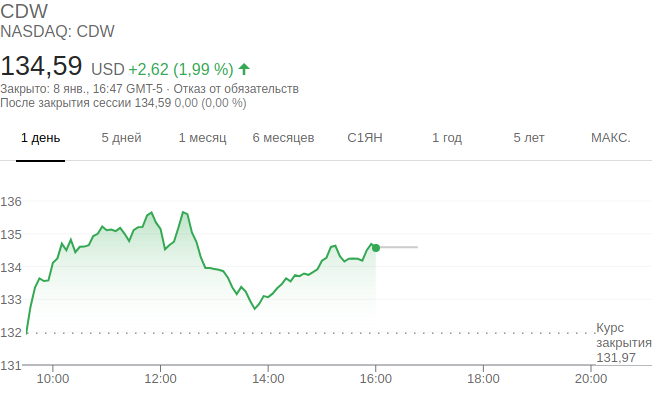 CDW
NASDAQ: CDW
134,59 USD +2,62 (1,99 %)
Закрыто: 8 янв., 16:47 GMT-5 · Отказ от обязательств
После закрытия сессии 134,59 0,00 (0,00 %)
1 день 5 дней 1 месяц 6 месяцев С1ЯН 1 год 5 лет МАКС.
136
135
134
133
132
Курс
закрытия
131,97
131
10:00 12:00 14:00 16:00 18:00 20:00